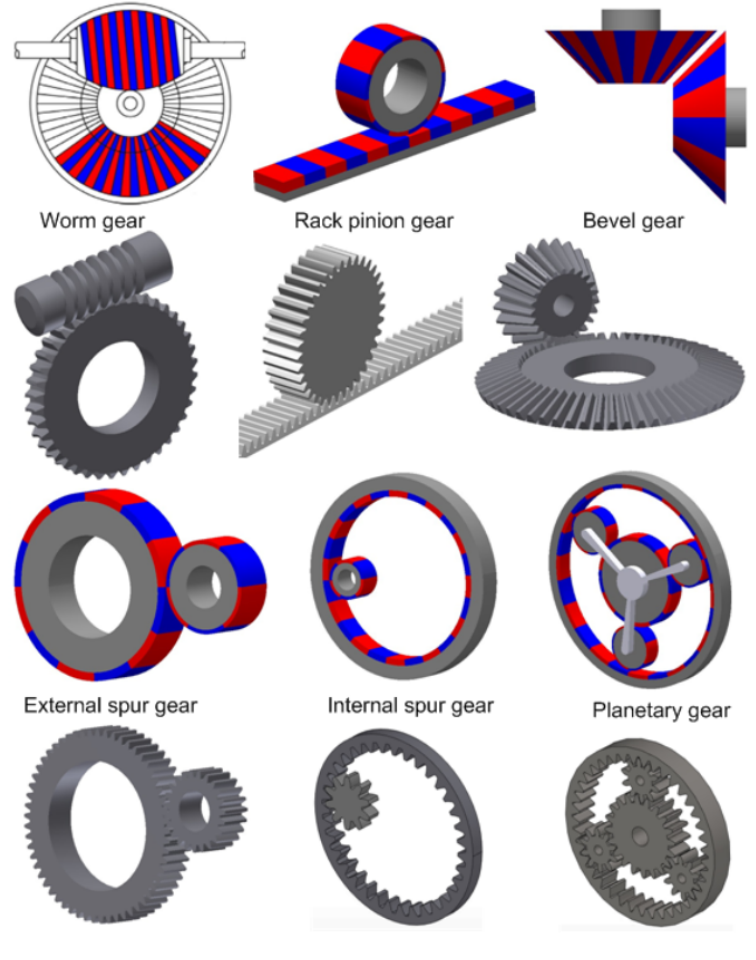 Worm gear
Rack pinion gear
Bevel gear
External spur gear
Internal spur gear
Planetary gear